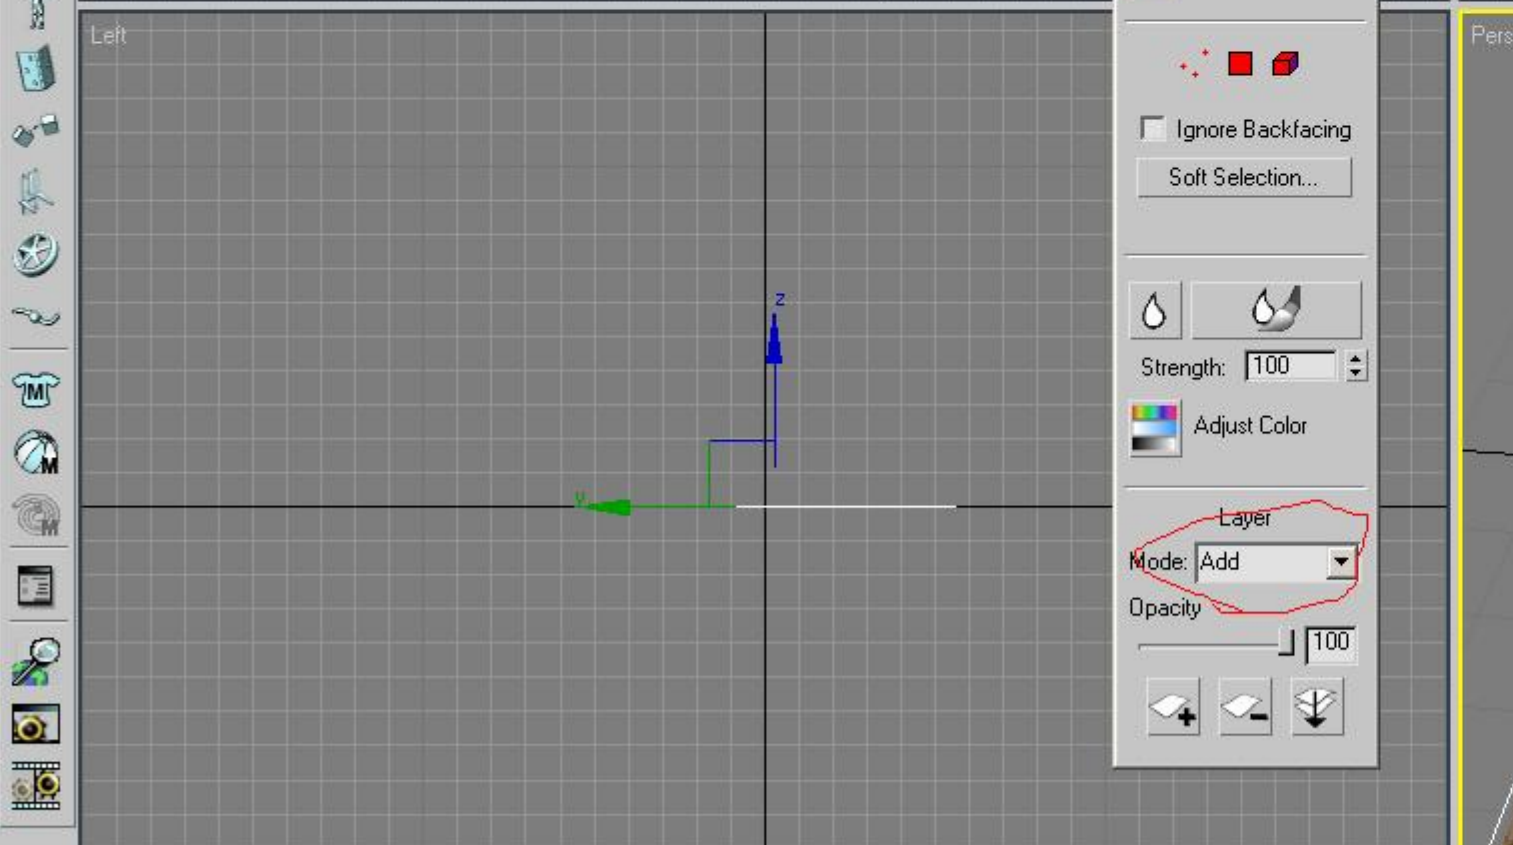 Left
Pers
Ignore Backfacing
Soft Selection...
z
Strength: 100
Adjust Color
y
Layer
Mode: Add
Opacity
100
M
M
M